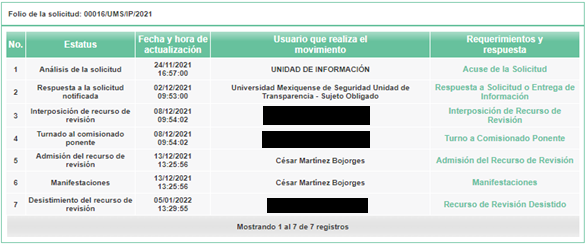 Folio de la solicitud: 00016/UMS/IP/2021
No. Estatus Fecha y hora de actualización Usuario que realiza el movimiento Requerimientos y respuesta
1 Análisis de la solicitud 24/11/2021 16:57:00 UNIDAD DE INFORMACIÓN Acuse de la Solicitud
2 Respuesta a la solicitud notificada 02/12/2021 09:53:00 Universidad Mexiquense de Seguridad Unidad de Transparencia - Sujeto Obligado Respuesta a Solicitud o Entrega de Información
3 Interposición de recurso de revisión 08/12/2021 09:54:02 Interposición de Recurso de Revisión
4 Turnado al comisionado ponente 08/12/2021 09:54:02 Turno a Comisionado Ponente
5 Admisión del recurso de revisión 13/12/2021 13:25:56 César Martínez Bojorges Admisión del Recurso de Revisión
6 Manifestaciones 13/12/2021 13:25:56 César Martínez Bojorges Manifestaciones
7 Desistimiento del recurso de revisión 05/01/2022 13:29:55 Recurso de Revisión Desistido
Mostrando 1 al 7 de 7 registros